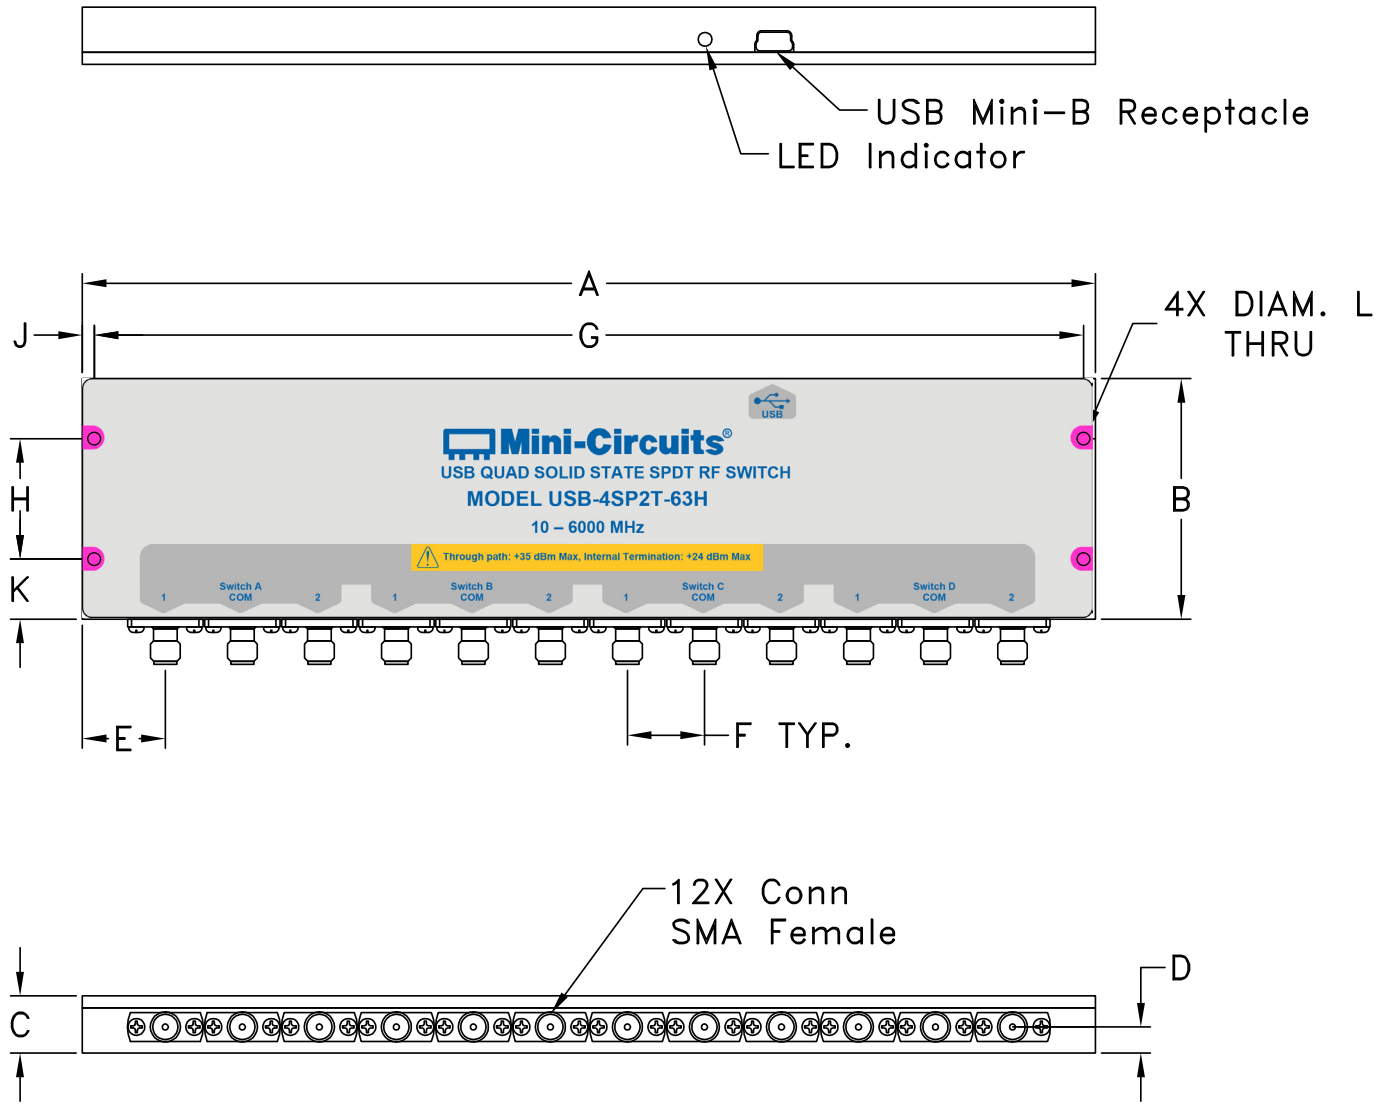 USB Mini-B Receptacle
LED Indicator
A
J
G
4X DIAM. L
THRU
USB
Mini-Circuits®
USB QUAD SOLID STATE SPDT RF SWITCH
MODEL USB-4SP2T-63H
10 – 6000 MHz
H
B
Through path: +35 dBm Max, Internal Termination: +24 dBm Max
K
Switch A Switch B Switch C Switch D
1 COM 2 1 COM 2 1 COM 2 1 COM 2
E
F TYP.
12X Conn
SMA Female
D
C